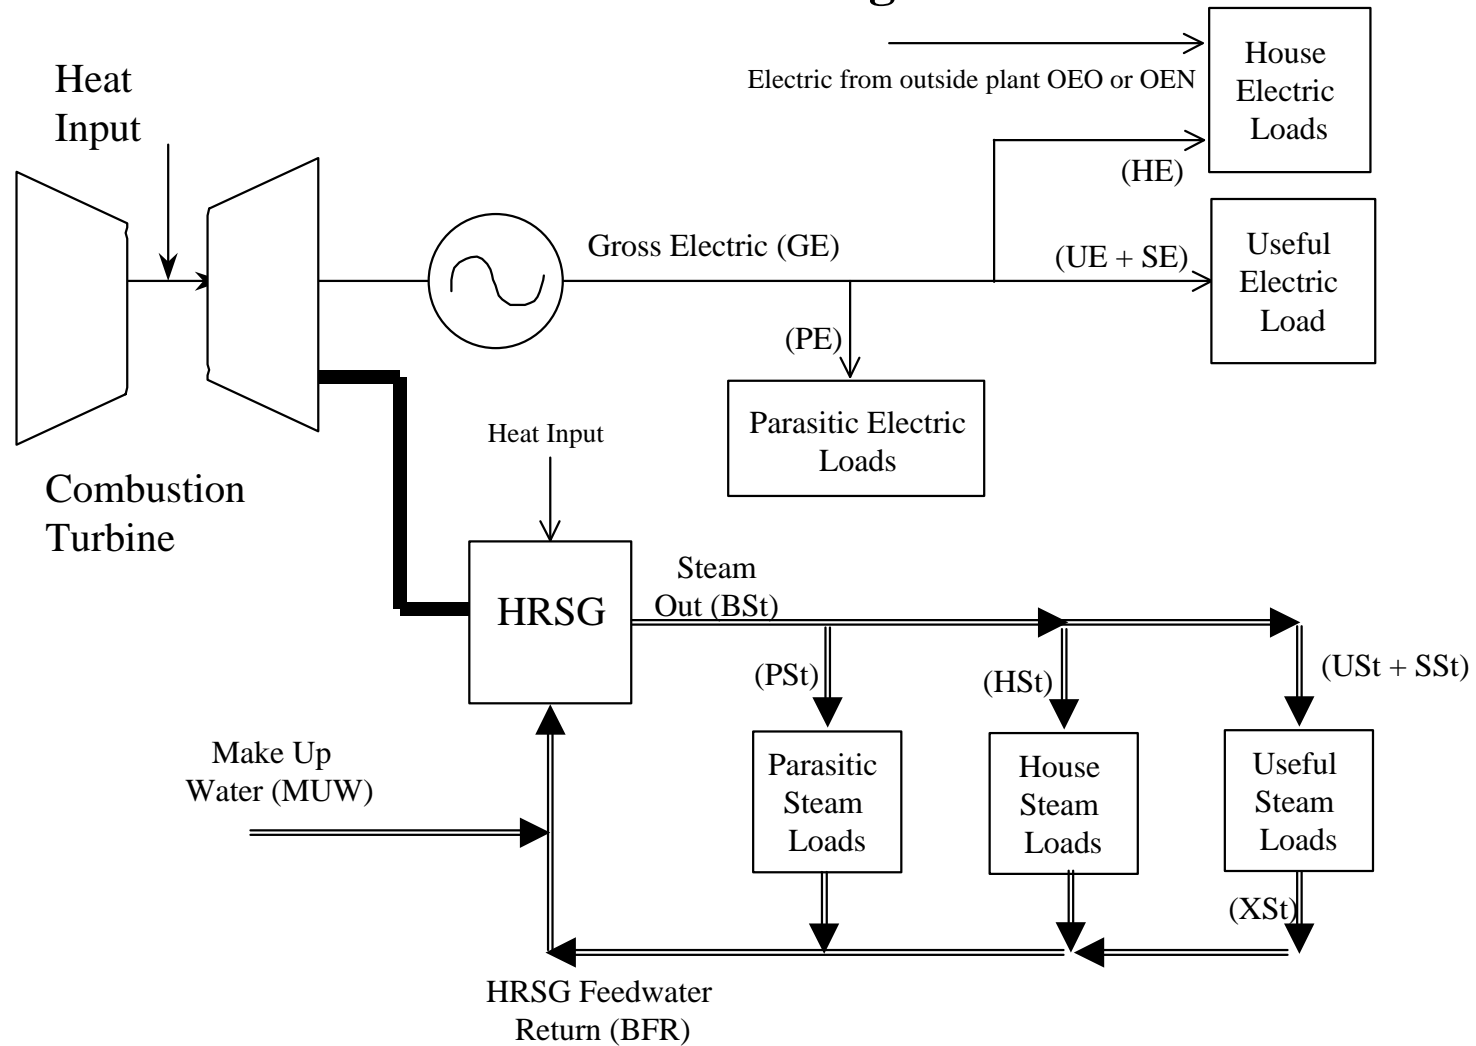 Heat
Input
Electric from outside plant OEO or OEN
House
Electric
Loads
(HE)
Gross Electric (GE)
(UE + SE)
Useful
Electric
Load
(PE)
Parasitic Electric
Loads
Heat Input
Combustion
Turbine
HRSG
Steam
Out (BSt)
(PSt)
(HSt)
(USt + SSt)
Make Up
Water (MUW)
Parasitic
Steam
Loads
House
Steam
Loads
Useful
Steam
Loads
(XSt)
HRSG Feedwater
Return (BFR)